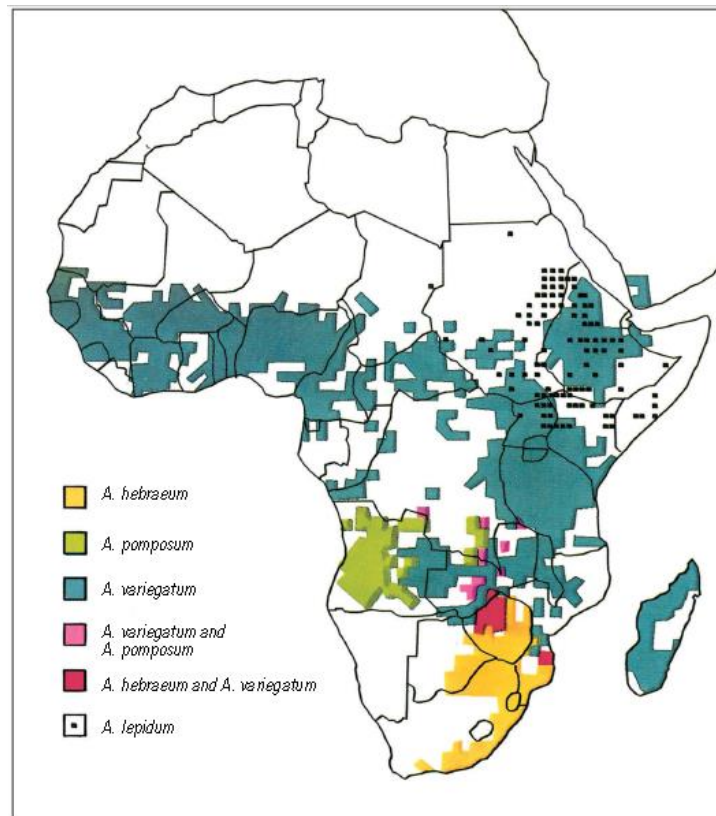 A. hebraeum
A. pomposum
A. variegatum
A. variegatum and
A. pomposum
A. hebraeum and A. variegatum
A. lepidum